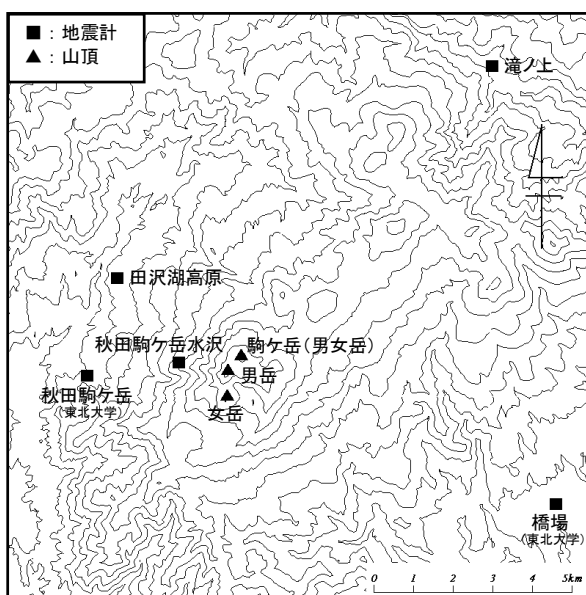 ■：地震計
▲：山頂
滝ノ上
田沢湖高原
秋田駒ケ岳水沢
駒ケ岳（男女岳）
男岳
秋田駒ケ岳
（東北大学）
女岳
橋場
（東北大学）
0 1 2 3 4 5km